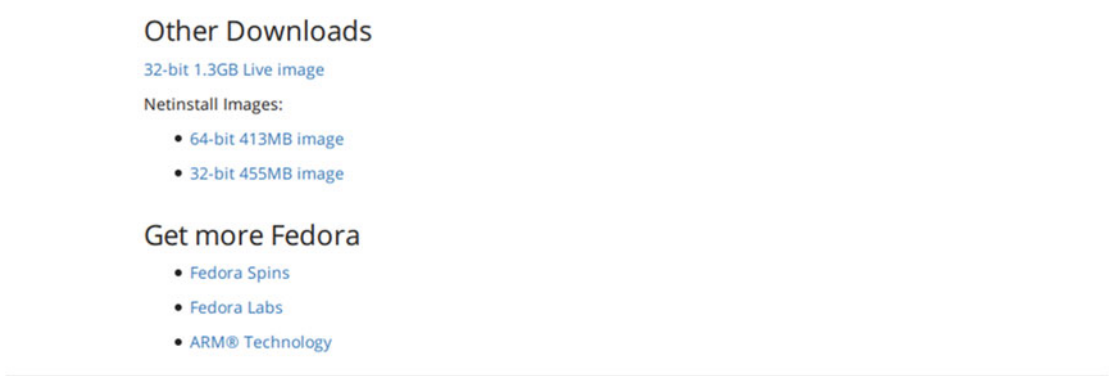 Other Downloads
32-bit 1.3GB Live image
Netinstall Images:
64-bit 413MB image
32-bit 455MB image
Get more Fedora
Fedora Spins
Fedora Labs
ARM® Technology